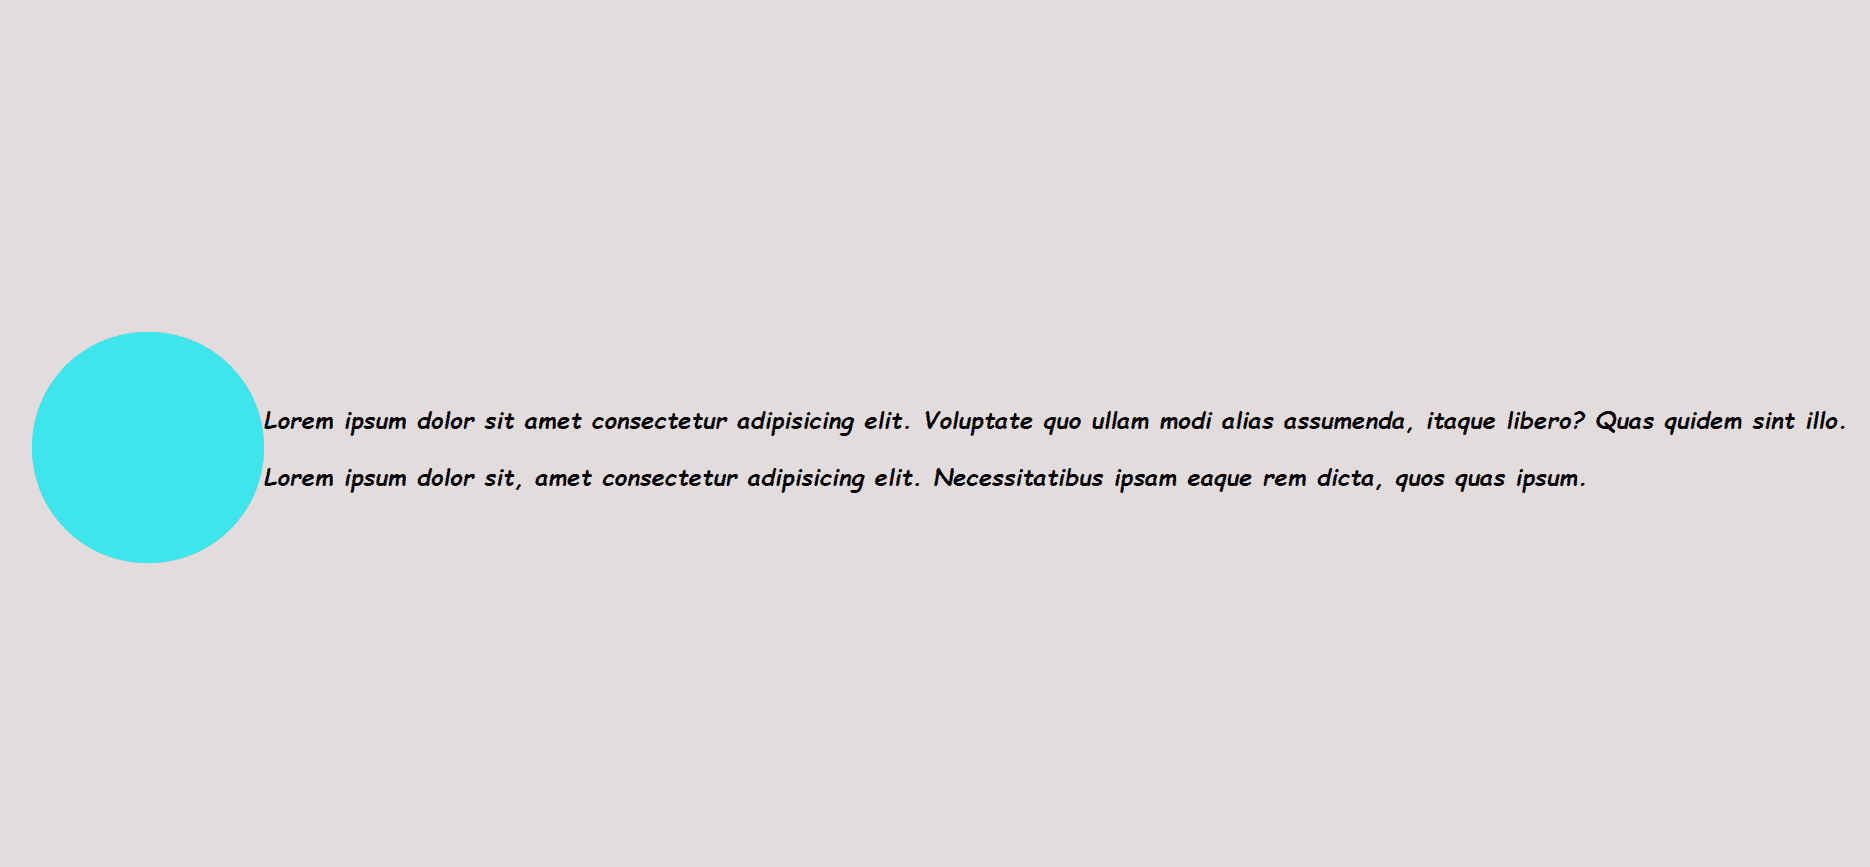 Lorem ipsum dolor sit amet consectetur adipisicing elit. Voluptate quo ullam modi alias assumenda, itaque libero? Quas quidem sint illo.
Lorem ipsum dolor sit, amet consectetur adipisicing elit. Necessitatibus ipsam eaque rem dicta, quos quas ipsum.